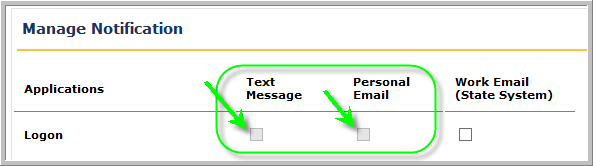 Manage Notification
Text Personal Work Email
Applications Message Email (State System)
Logon